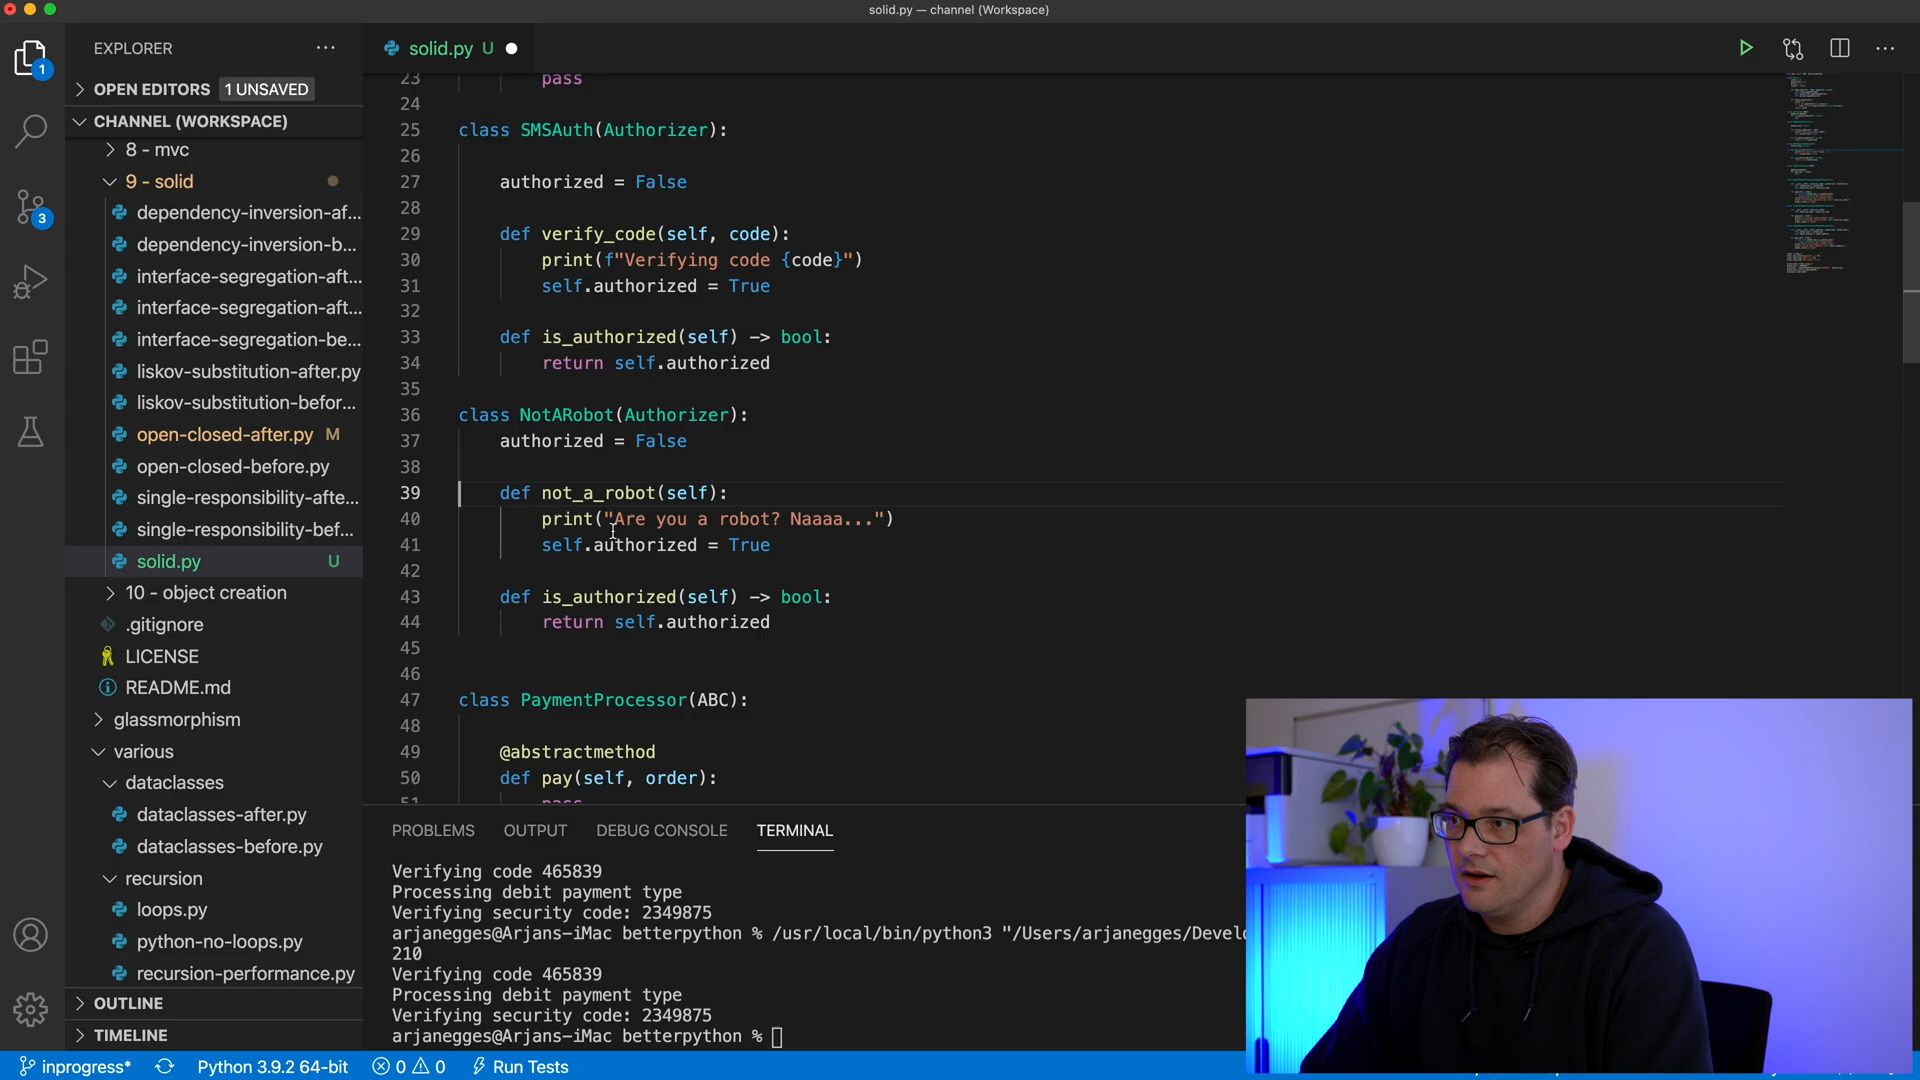 solid.py — channel (Workspace)
EXPLORER
OPEN EDITORS 1 UNSAVED
CHANNEL (WORKSPACE)
8 - mvc
9 - solid
dependency-inversion-af...
dependency-inversion-b...
interface-segregation-aft...
interface-segregation-aft...
interface-segregation-be...
liskov-substitution-after.py
liskov-substitution-befor...
open-closed-after.py M
open-closed-before.py
single-responsibility-afte...
single-responsibility-bef...
solid.py U
10 - object creation
.gitignore
LICENSE
README.md
glassmorphism
various
dataclasses
dataclasses-after.py
dataclasses-before.py
recursion
loops.py
python-no-loops.py
recursion-performance.py
OUTLINE
TIMELINE
1
3
solid.py U
23 pass
24
25 class SMSAuth(Authorizer):
26
27 authorized = False
28
29 def verify_code(self, code):
30 print(f"Verifying code {code}")
31 self.authorized = True
32
33 def is_authorized(self) -> bool:
34 return self.authorized
35
36 class NotARobot(Authorizer):
37 authorized = False
38
39 def not_a_robot(self):
40 print("Are you a robot? Naaaa...")
41 self.authorized = True
42
43 def is_authorized(self) -> bool:
44 return self.authorized
45
46
47 class PaymentProcessor(ABC):
48
49 @abstractmethod
50 def pay(self, order):
51 pass
PROBLEMS OUTPUT DEBUG CONSOLE TERMINAL
Verifying code 465839
Processing debit payment type
Verifying security code: 2349875
arjanegges@Arjans-iMac betterpython % /usr/local/bin/python3 "/Users/arjanegges/Develo
210
Verifying code 465839
Processing debit payment type
Verifying security code: 2349875
arjanegges@Arjans-iMac betterpython %
inprogress* Python 3.9.2 64-bit 0 0 Run Tests